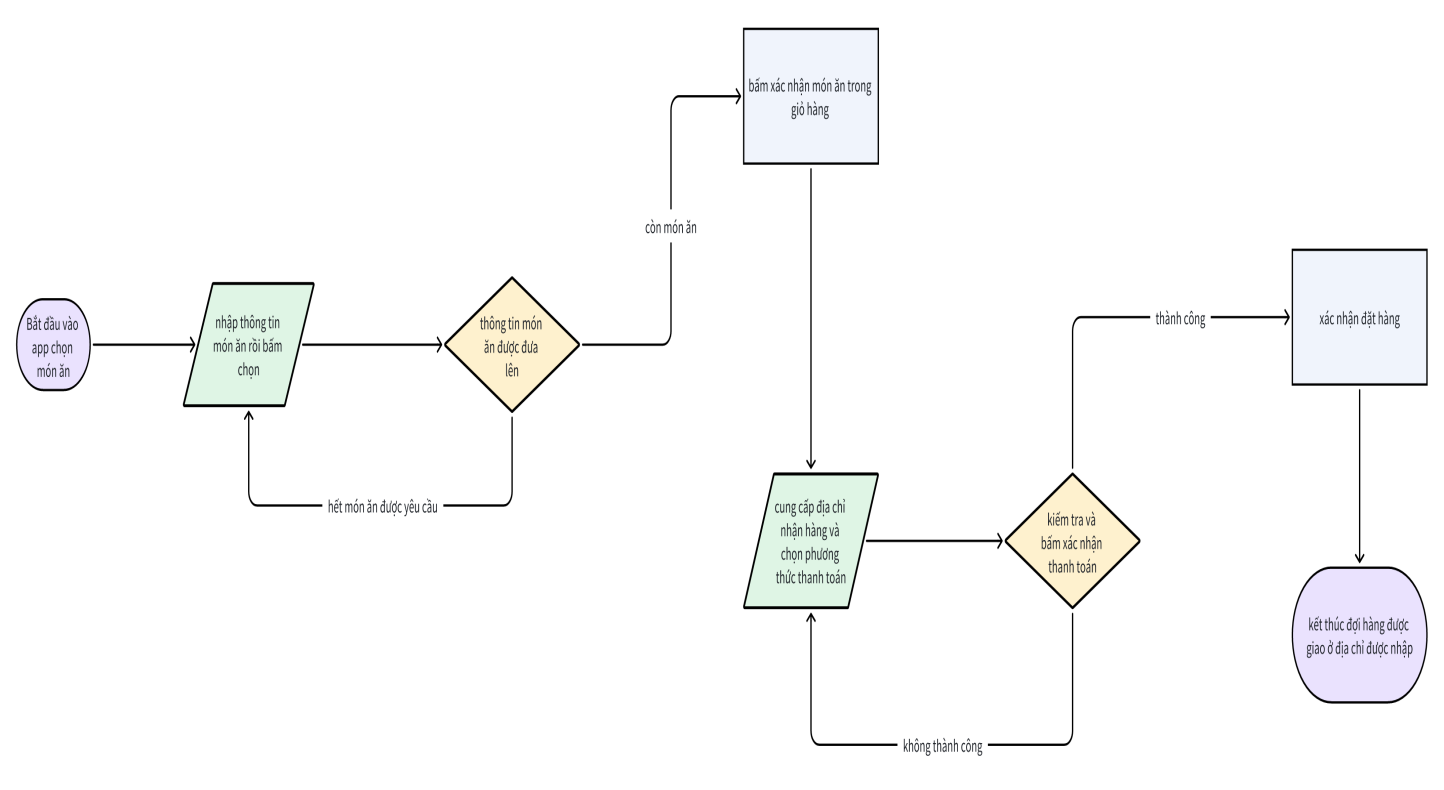 Bắt đầu vào
app chọn
món ăn
nhập thông tin
món ăn rồi bấm
chọn
thông tin món
ăn được đưa
lên
hết món ăn được yêu cầu
còn món ăn
bấm xác nhận món ăn trong
giỏ hàng
cung cấp địa chỉ
nhận hàng và
chọn phương
thức thanh toán
kiểm tra và
bấm xác nhận
thanh toán
không thành công
thành công
xác nhận đặt hàng
kết thúc đợi hàng được
giao ở địa chỉ được nhập